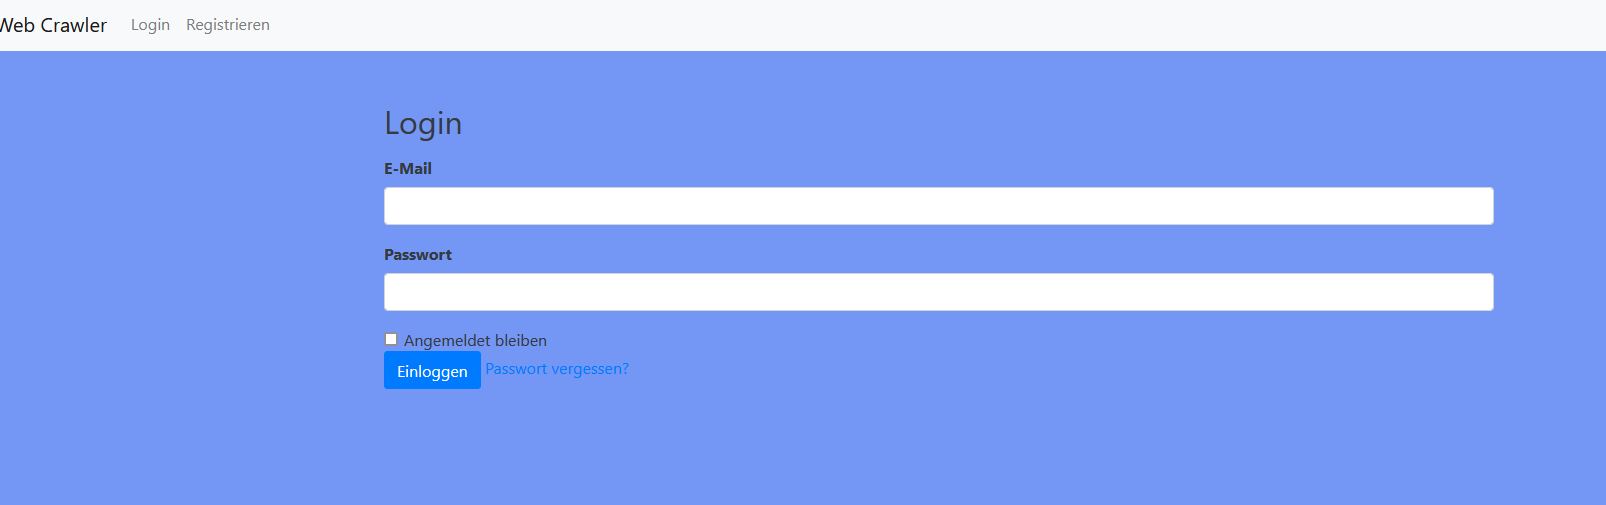 Web Crawler Login Registrieren
Login
E-Mail
Passwort
Angemeldet bleiben
Einloggen Passwort vergessen?